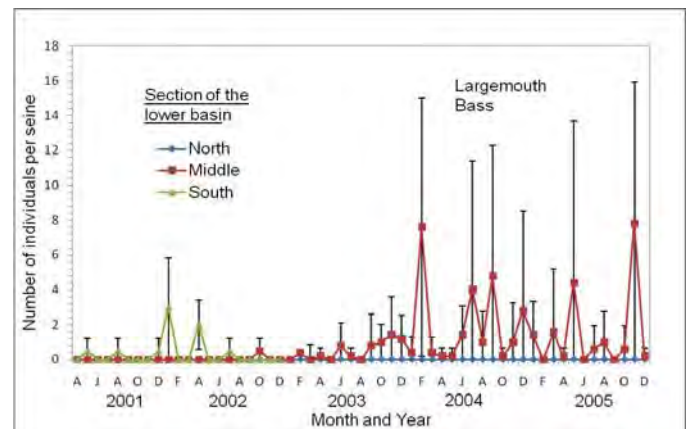 18
16
14
12
10
8
6
4
2
0
Number of individuals per seine
Section of the
lower basin
North
Middle
South
Largemouth
Bass
A J A O D F A J A O D F A J A O D F A J A O D F A J A O D
2001 2002 2003 2004 2005
Month and Year